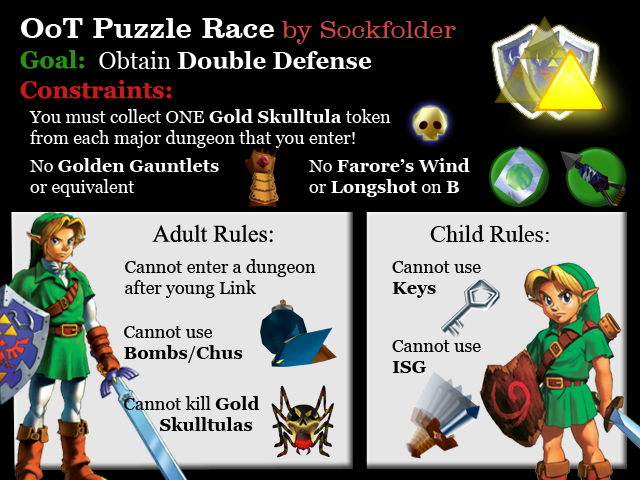 OoT Puzzle Race by Sockfolder
Goal: Obtain Double Defense
Constraints:
You must collect ONE Gold Skulltula token
from each major dungeon that you enter!
No Golden Gauntlets
or equivalent
No Farore's Wind
or Longshot on B
Adult Rules:
Cannot enter a dungeon
after young Link
Cannot use
Bombs/Chus
Cannot kill Gold
Skulltulas
Child Rules:
Cannot use
Keys
Cannot use
ISG